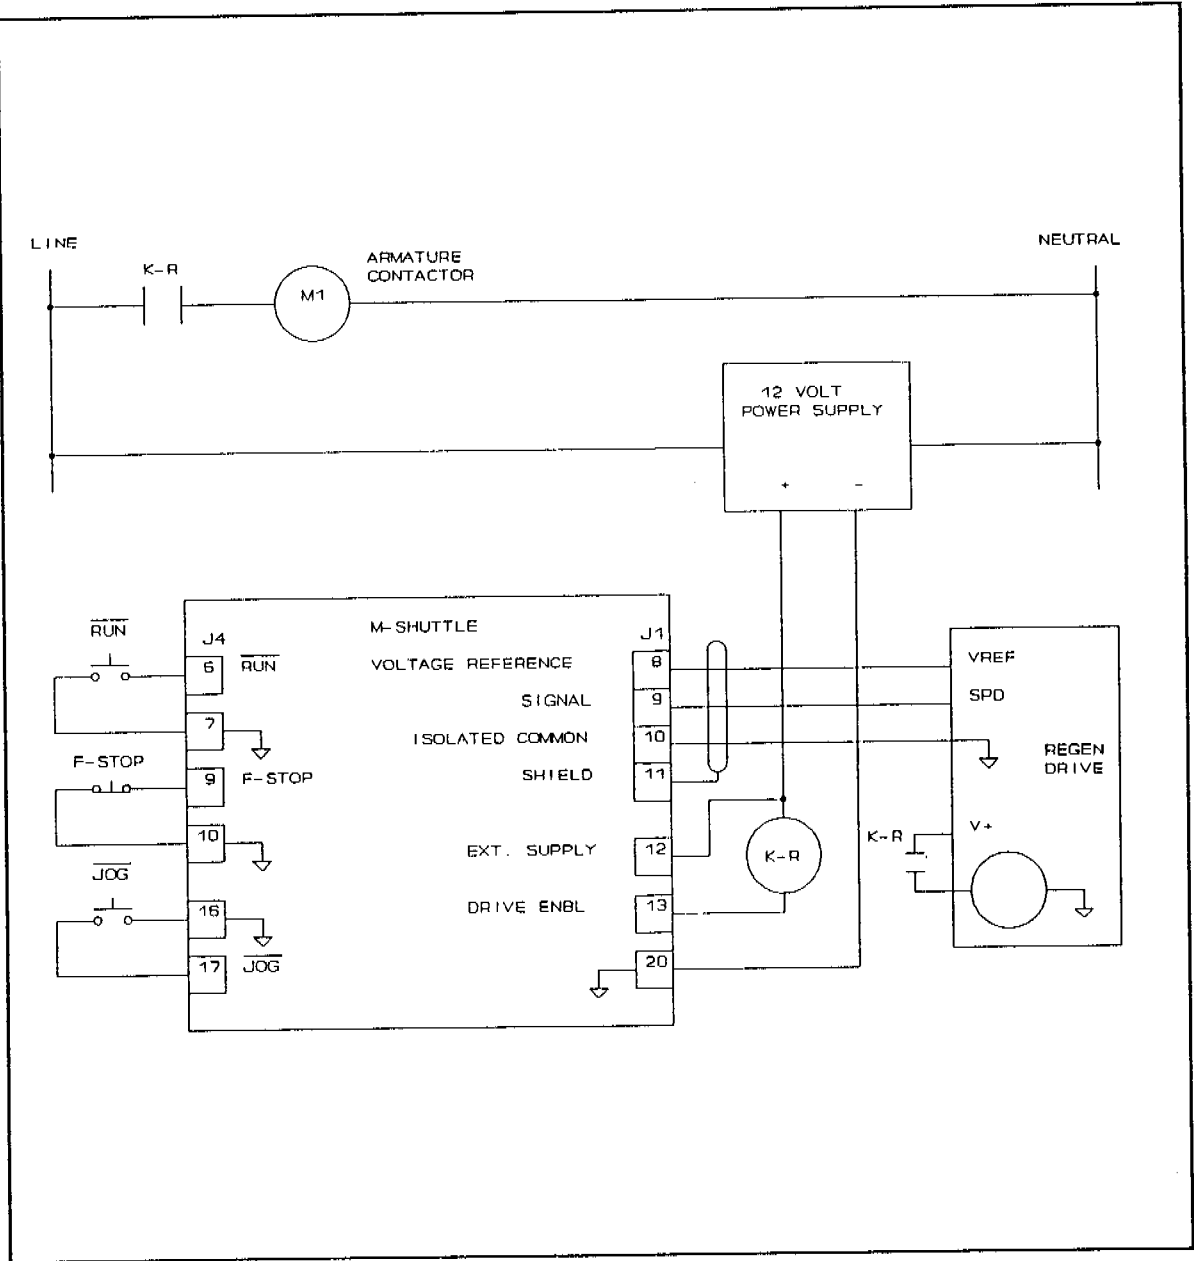 LINE
NEUTRAL
K-R
M1
ARMATURE
CONTACTOR
12 VOLT
POWER SUPPLY
+ -
M-SHUTTLE
J4
J1
RUN
6 RUN
VOLTAGE REFERENCE 8
VREF
SIGNAL 9
SPD
7
ISOLATED COMMON 10
REGEN
DRIVE
F-STOP
9 F-STOP
SHIELD 11
10
EXT. SUPPLY 12
K-R
K-R
V+
JOG
16
DRIVE ENBL 13
17 JOG
20